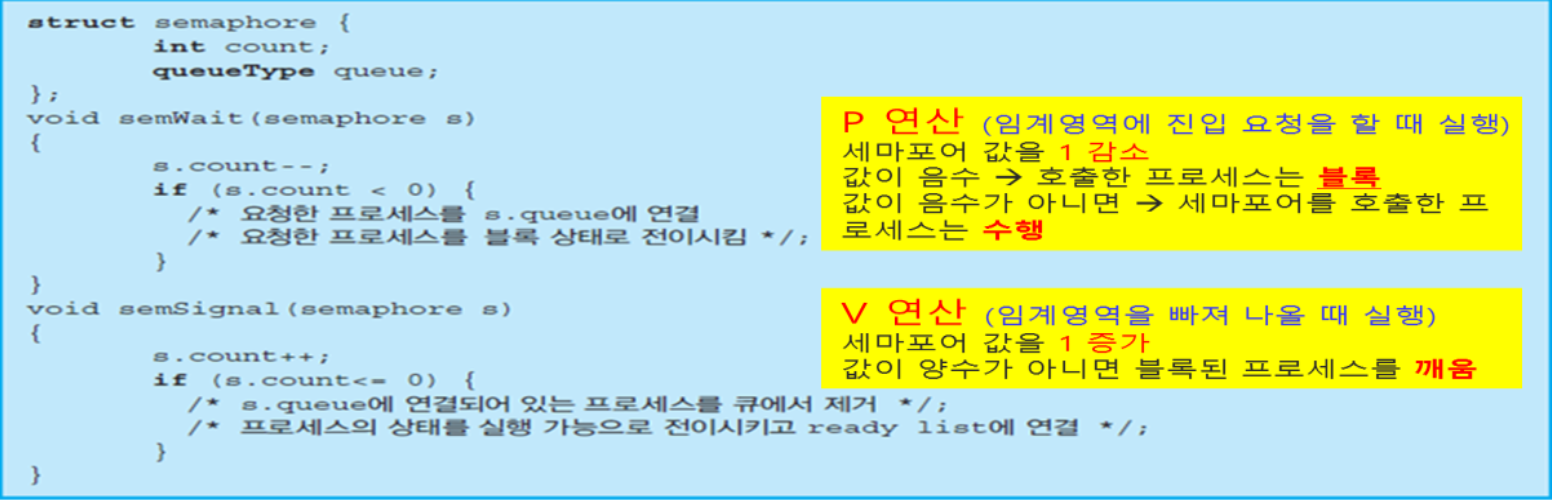 struct semaphore {
int count;
queueType queue;
};
void semWait(semaphore s)
{
s.count--;
if (s.count < 0) {
/* 요청한 프로세스를 s.queue에 연결
/* 요청한 프로세스를 블록 상태로 전이시킴 */;
}
}
void semSignal(semaphore s)
{
s.count++;
if (s.count<= 0) {
/* s.queue에 연결되어 있는 프로세스를 큐에서 제거 */;
/* 프로세스의 상태를 실행 가능으로 전이시키고 ready list에 연결 */;
}
}
P 연산 (임계영역에 진입 요청을 할 때 실행)
세마포어 값을 1 감소
값이 음수 → 호출한 프로세스는 블록
값이 음수가 아니면 → 세마포어를 호출한 프
로세스는 수행
V 연산 (임계영역을 빠져 나올 때 실행)
세마포어 값을 1 증가
값이 양수가 아니면 블록된 프로세스를 깨움